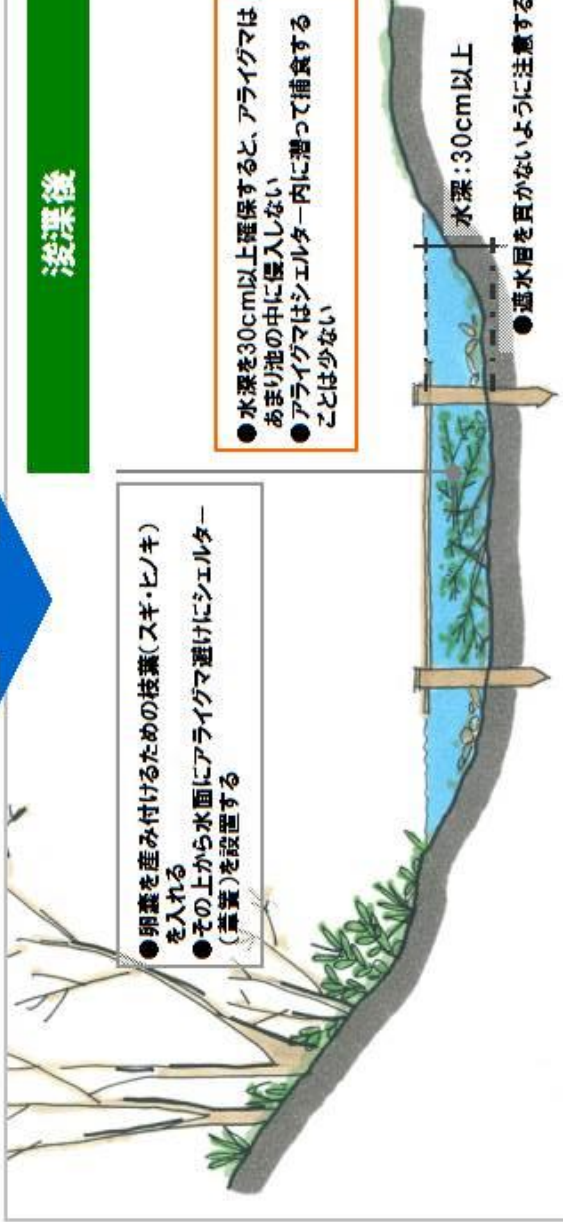 浚渫後
●卵嚢を産み付けるための枝葉(スギ・ヒノキ)
を入れる
●その上から水面にアライグマ避けにシェルター
(葦簀)を設置する
●水深を30cm以上確保すると、アライグマは
あまり池の中に侵入しない
●アライグマはシェルター内に潜って捕食する
ことは少ない
水深:30cm以上
●遮水層を貫かないように注意する